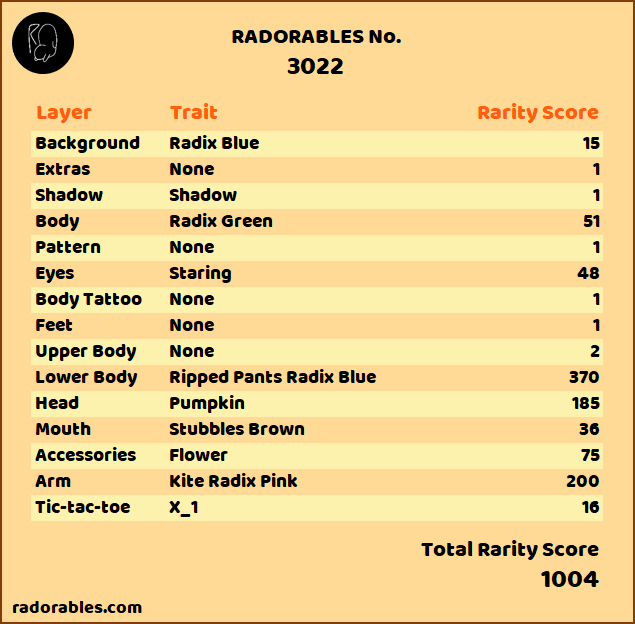 RADORABLES No.
3022
Layer Trait Rarity Score
Background Radix Blue 15
Extras None 1
Shadow Shadow 1
Body Radix Green 51
Pattern None 1
Eyes Staring 48
Body Tattoo None 1
Feet None 1
Upper Body None 2
Lower Body Ripped Pants Radix Blue 370
Head Pumpkin 185
Mouth Stubbles Brown 36
Accessories Flower 75
Arm Kite Radix Pink 200
Tic-tac-toe X_1 16
Total Rarity Score
1004
radorables.com